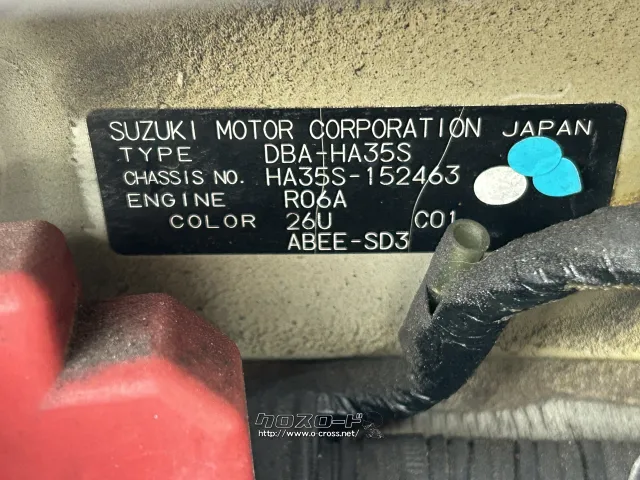 SUZUKI MOTOR CORPORATION JAPAN
TYPE DBA-HA35S
CHASSIS NO. HA35S-152463
ENGINE R06A
COLOR 26U C01
ABEE-SD3
クロスロード
http://www.o-cross.net/